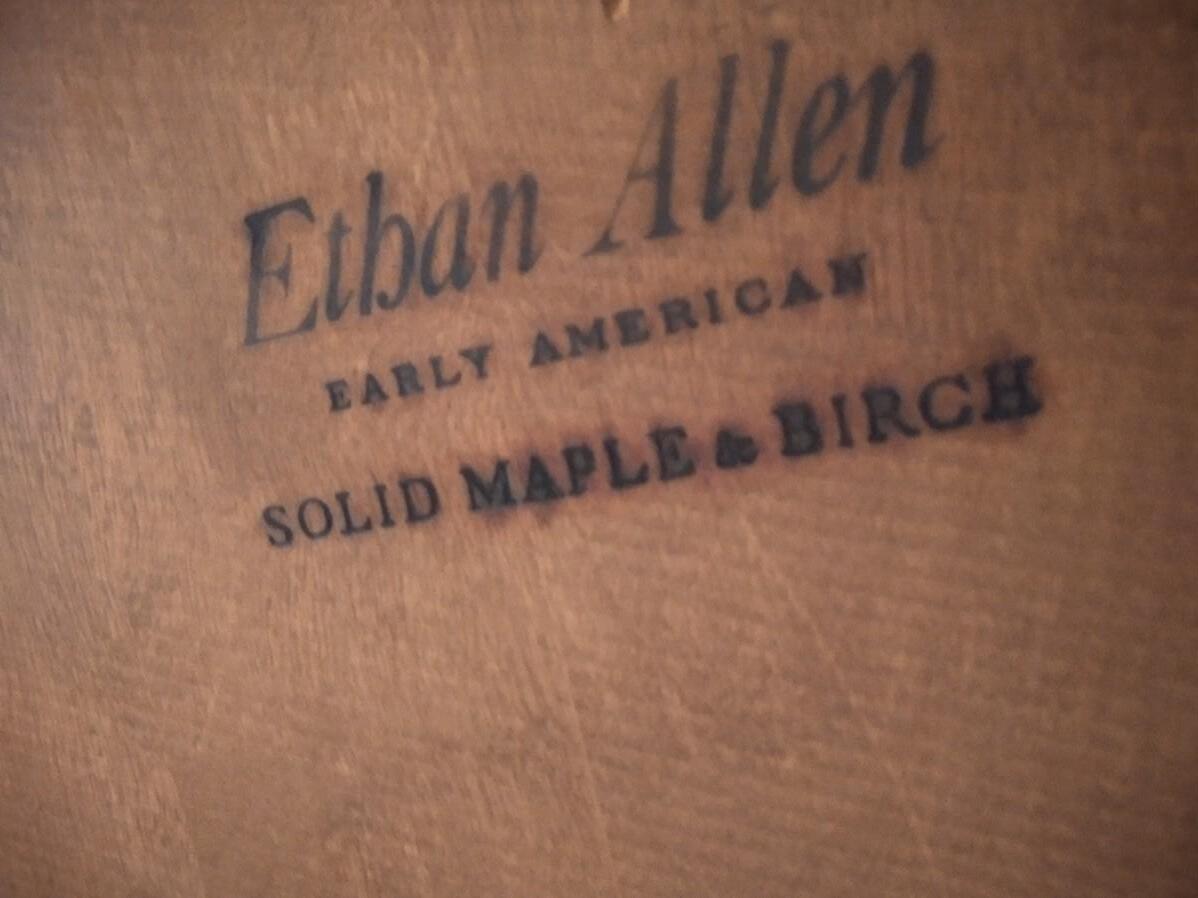 Ethan Allen
EARLY AMERICAN
SOLID MAPLE & BIRCH